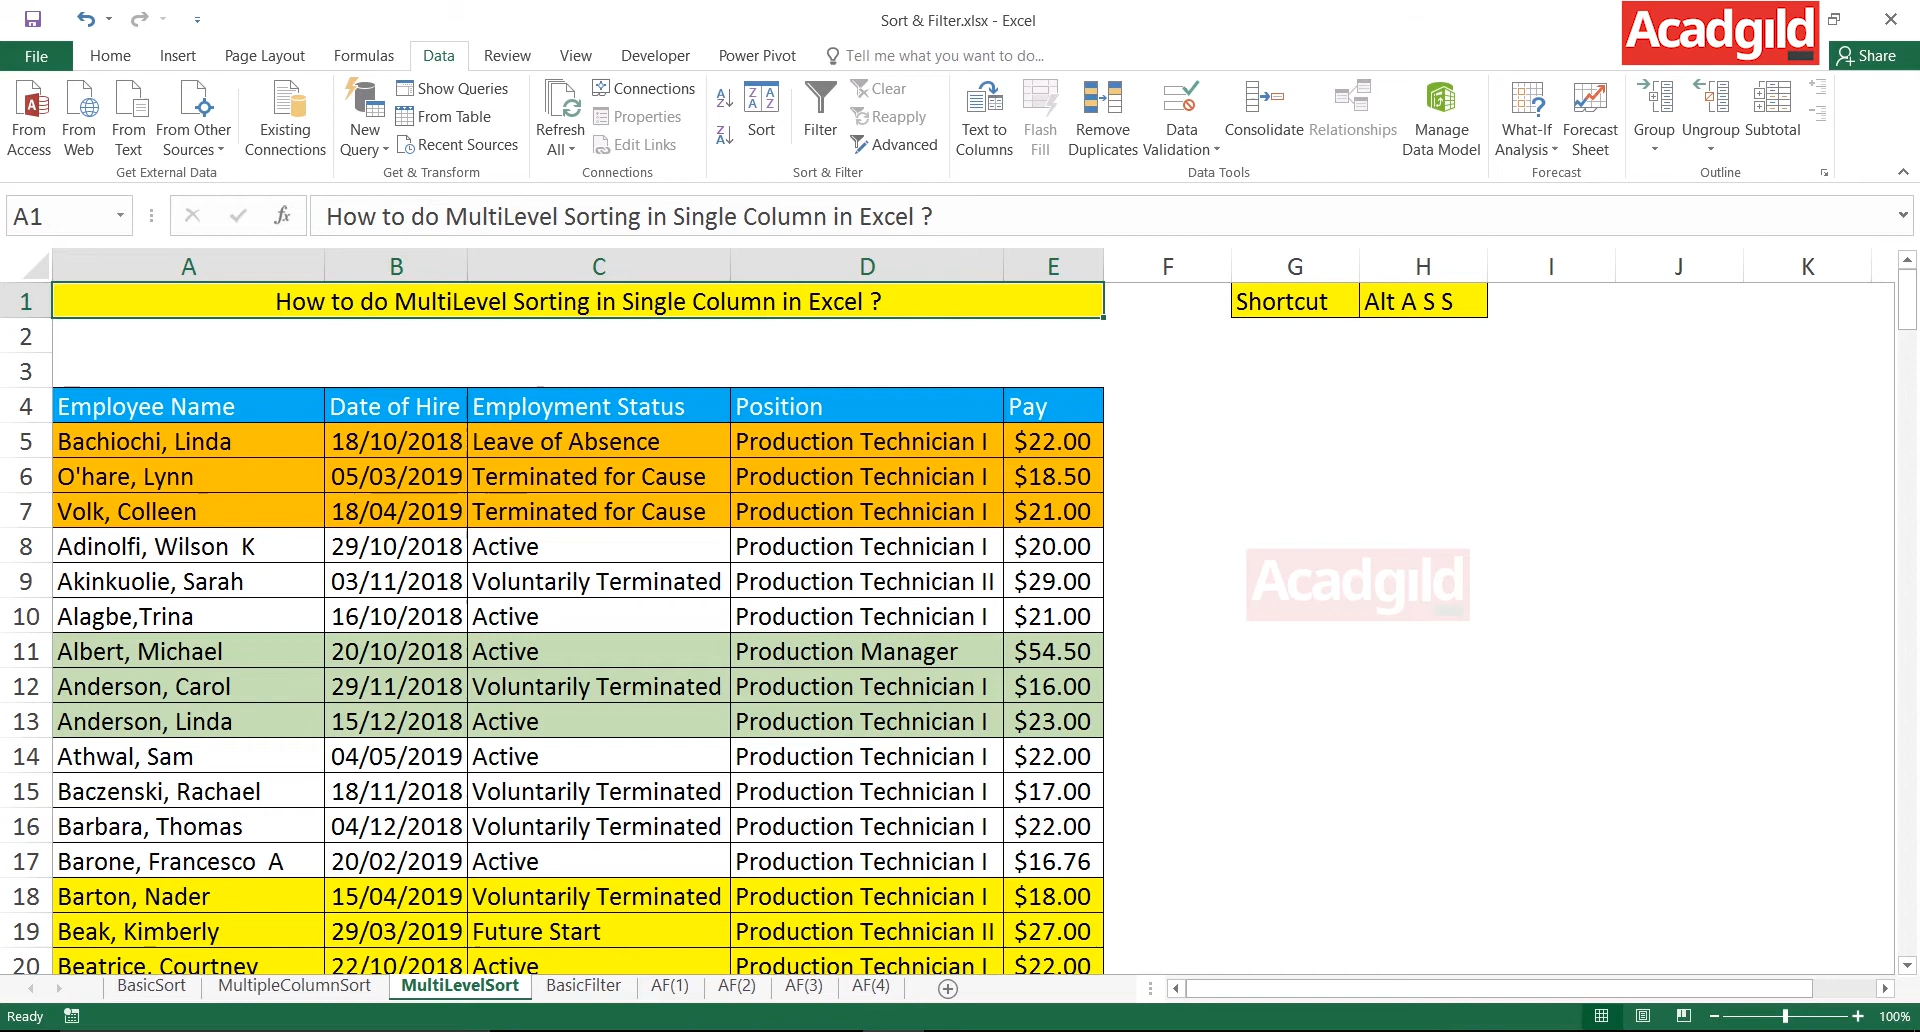 Sort & Filter.xlsx - Excel
Acadgıld
File Home Insert Page Layout Formulas Data Review View Developer Power Pivot Tell me what you want to do... Share
From Access
From Web
From Text
From Other Sources
Get External Data
Existing Connections
New Query
Show Queries
From Table
Recent Sources
Get & Transform
Refresh All
Connections
Properties
Edit Links
Connections
Sort
Filter
Clear
Reapply
Advanced
Sort & Filter
Text to Columns
Flash Fill
Remove Duplicates
Data Validation
Consolidate
Relationships
Manage Data Model
Data Tools
What-If Analysis
Forecast Sheet
Forecast
Group
Ungroup
Subtotal
Outline
A1 fx How to do MultiLevel Sorting in Single Column in Excel ?
A B C D E F G H I J K
1 How to do MultiLevel Sorting in Single Column in Excel ? Shortcut Alt A S S
2
3
4 Employee Name Date of Hire Employment Status Position Pay
5 Bachiochi, Linda 18/10/2018 Leave of Absence Production Technician I $22.00
6 O'hare, Lynn 05/03/2019 Terminated for Cause Production Technician I $18.50
7 Volk, Colleen 18/04/2019 Terminated for Cause Production Technician I $21.00
8 Adinolfi, Wilson K 29/10/2018 Active Production Technician I $20.00
9 Akinkuolie, Sarah 03/11/2018 Voluntarily Terminated Production Technician II $29.00
10 Alagbe,Trina 16/10/2018 Active Production Technician I $21.00
11 Albert, Michael 20/10/2018 Active Production Manager $54.50
12 Anderson, Carol 29/11/2018 Voluntarily Terminated Production Technician I $16.00
13 Anderson, Linda 15/12/2018 Active Production Technician I $23.00
14 Athwal, Sam 04/05/2019 Active Production Technician I $22.00
15 Baczenski, Rachael 18/11/2018 Voluntarily Terminated Production Technician I $17.00
16 Barbara, Thomas 04/12/2018 Voluntarily Terminated Production Technician I $22.00
17 Barone, Francesco A 20/02/2019 Active Production Technician I $16.76
18 Barton, Nader 15/04/2019 Voluntarily Terminated Production Technician I $18.00
19 Beak, Kimberly 29/03/2019 Future Start Production Technician II $27.00
20 Beatrice, Courtney 22/10/2018 Active Production Technician I $22.00
Acadgıld
BasicSort MultipleColumnSort MultiLevelSort BasicFilter AF(1) AF(2) AF(3) AF(4)
Ready 100%